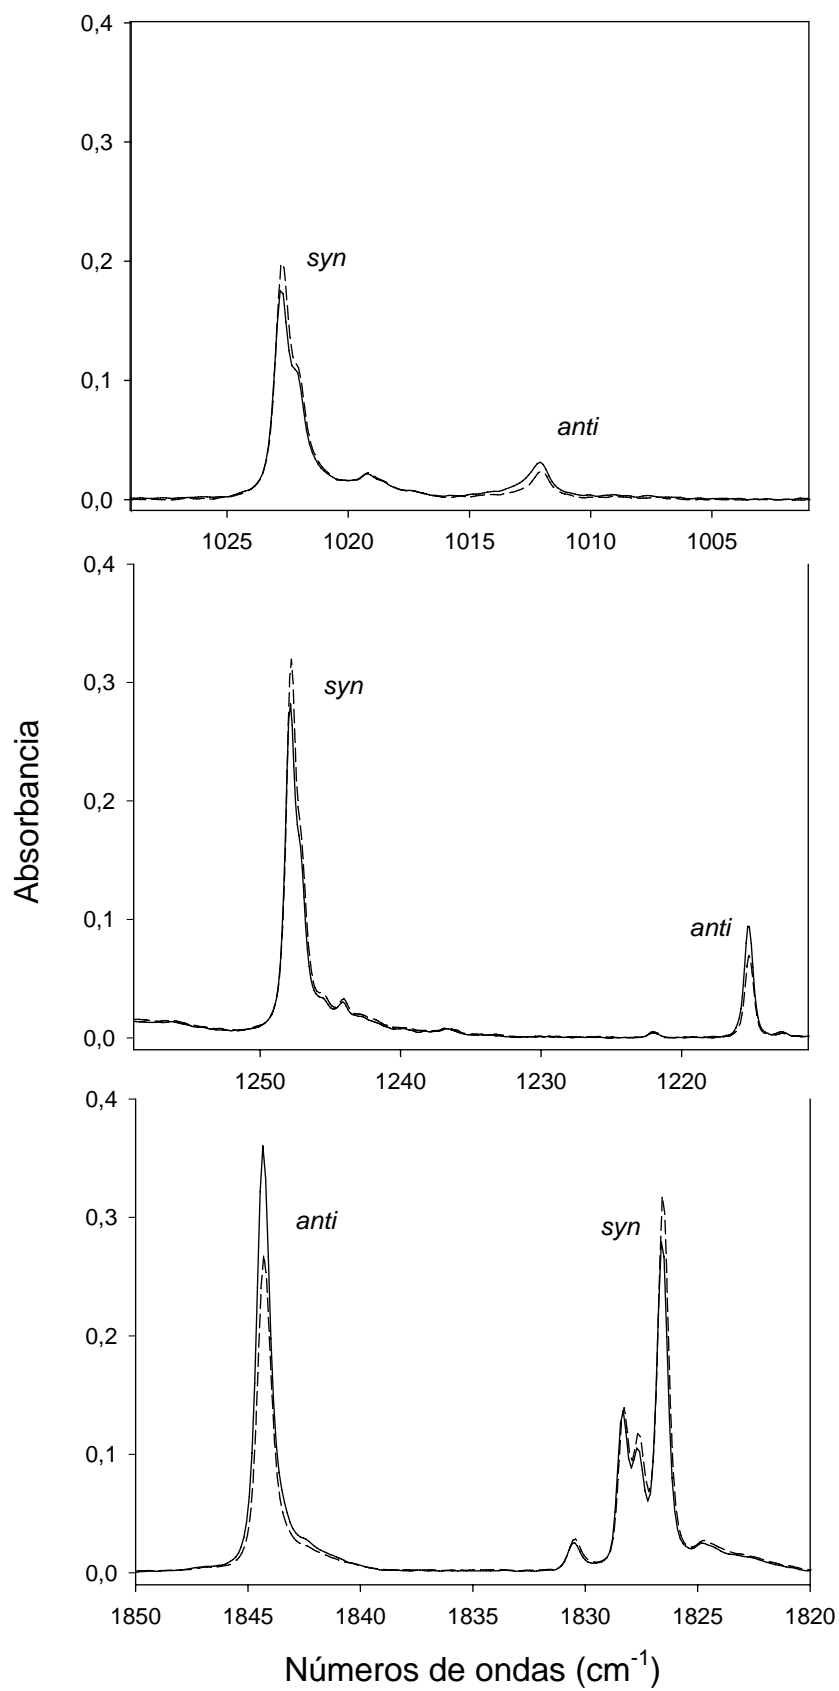 0,4
0,3
0,2
0,1
0,0
syn
anti
1025 1020 1015 1010 1005
0,4
0,3
0,2
0,1
0,0
syn
anti
1250 1240 1230 1220
Absorbancia
0,4
0,3
0,2
0,1
0,0
anti
syn
1850 1845 1840 1835 1830 1825 1820
Números de ondas (cm⁻¹)